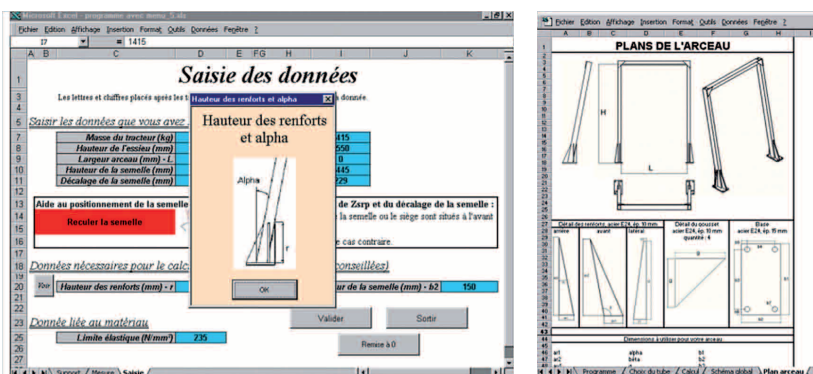 Microsoft Excel - programme avec menu_5.xls
Fichier Edition Affichage Insertion Format Outils Données Fenêtre ?
I7 = 1415
A B C D E F G H I J K
Saisie des données
Les lettres et chiffres placés après les t
donnée.
Saisir les données que vous avez
Masse du tracteur (kg)
415
Hauteur de l'essieu (mm)
550
Largeur arceau (mm) - L
0
Hauteur de la semelle (mm)
445
Décalage de la semelle (mm)
229
Aide au positionnement de la semelle
de Zsrp et du décalage de la semelle :
Reculer la semelle
la semelle ou le siège sont situés à l'avant
e cas contraire.
Données nécessaires pour le calc
conseillées)
Voir
Hauteur des renforts (mm) - r
ur de la semelle (mm) - b2 150
Donnée liée au matériau
Limite élastique (N/mm²) 235
Valider Sortir
Remise à 0
Support / Mesure / Saisie
Hauteur des renforts et alpha
Hauteur des renforts
et alpha
Alpha
r
OK
Fichier Edition Affichage Insertion Format Outils Données Fenêtre ?
A B C D E F G H I
PLANS DE L'ARCEAU
H
L
Détail des renforts, acier E24, ép. 10 mm
arrière avant latéral
Détail du gousset
acier E24, ép. 10 mm
quantité : 4
Base
acier E24, ép. 15 mm
Dimensions à utiliser pour votre arceau
ar1 alpha b1
ar2 bêta b2
Programme / Choix du tube / Calcul / Schéma global / Plan arceau